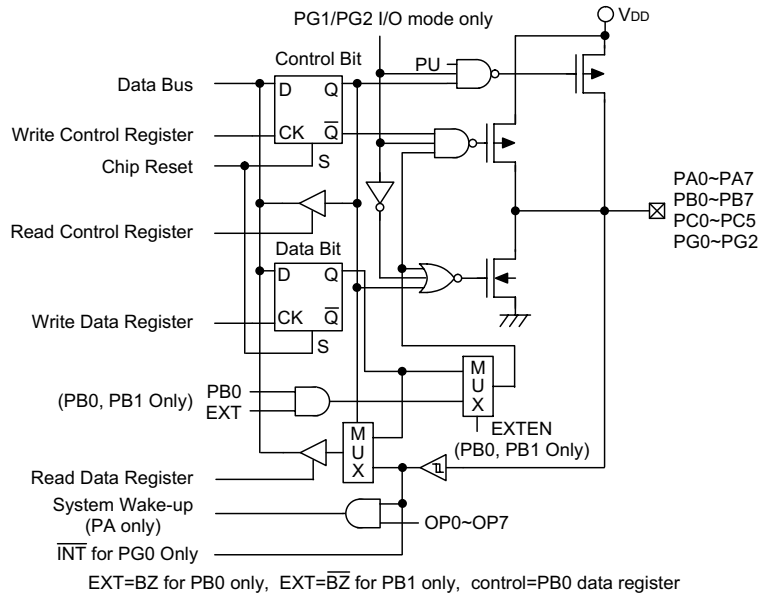 PG1/PG2 I/O mode only
VDD
Control Bit
PU
Data Bus
D Q
Write Control Register
CK Q̅
Chip Reset
S
PA0~PA7
PB0~PB7
PC0~PC5
PG0~PG2
Read Control Register
Data Bit
D Q
Write Data Register
CK Q̅
S
M
U
X
(PB0, PB1 Only)
PB0
EXT
EXTEN
(PB0, PB1 Only)
M
U
X
Read Data Register
System Wake-up
(PA only)
OP0~OP7
I̅N̅T̅ for PG0 Only
EXT=BZ for PB0 only, EXT=B̅Z̅ for PB1 only, control=PB0 data register